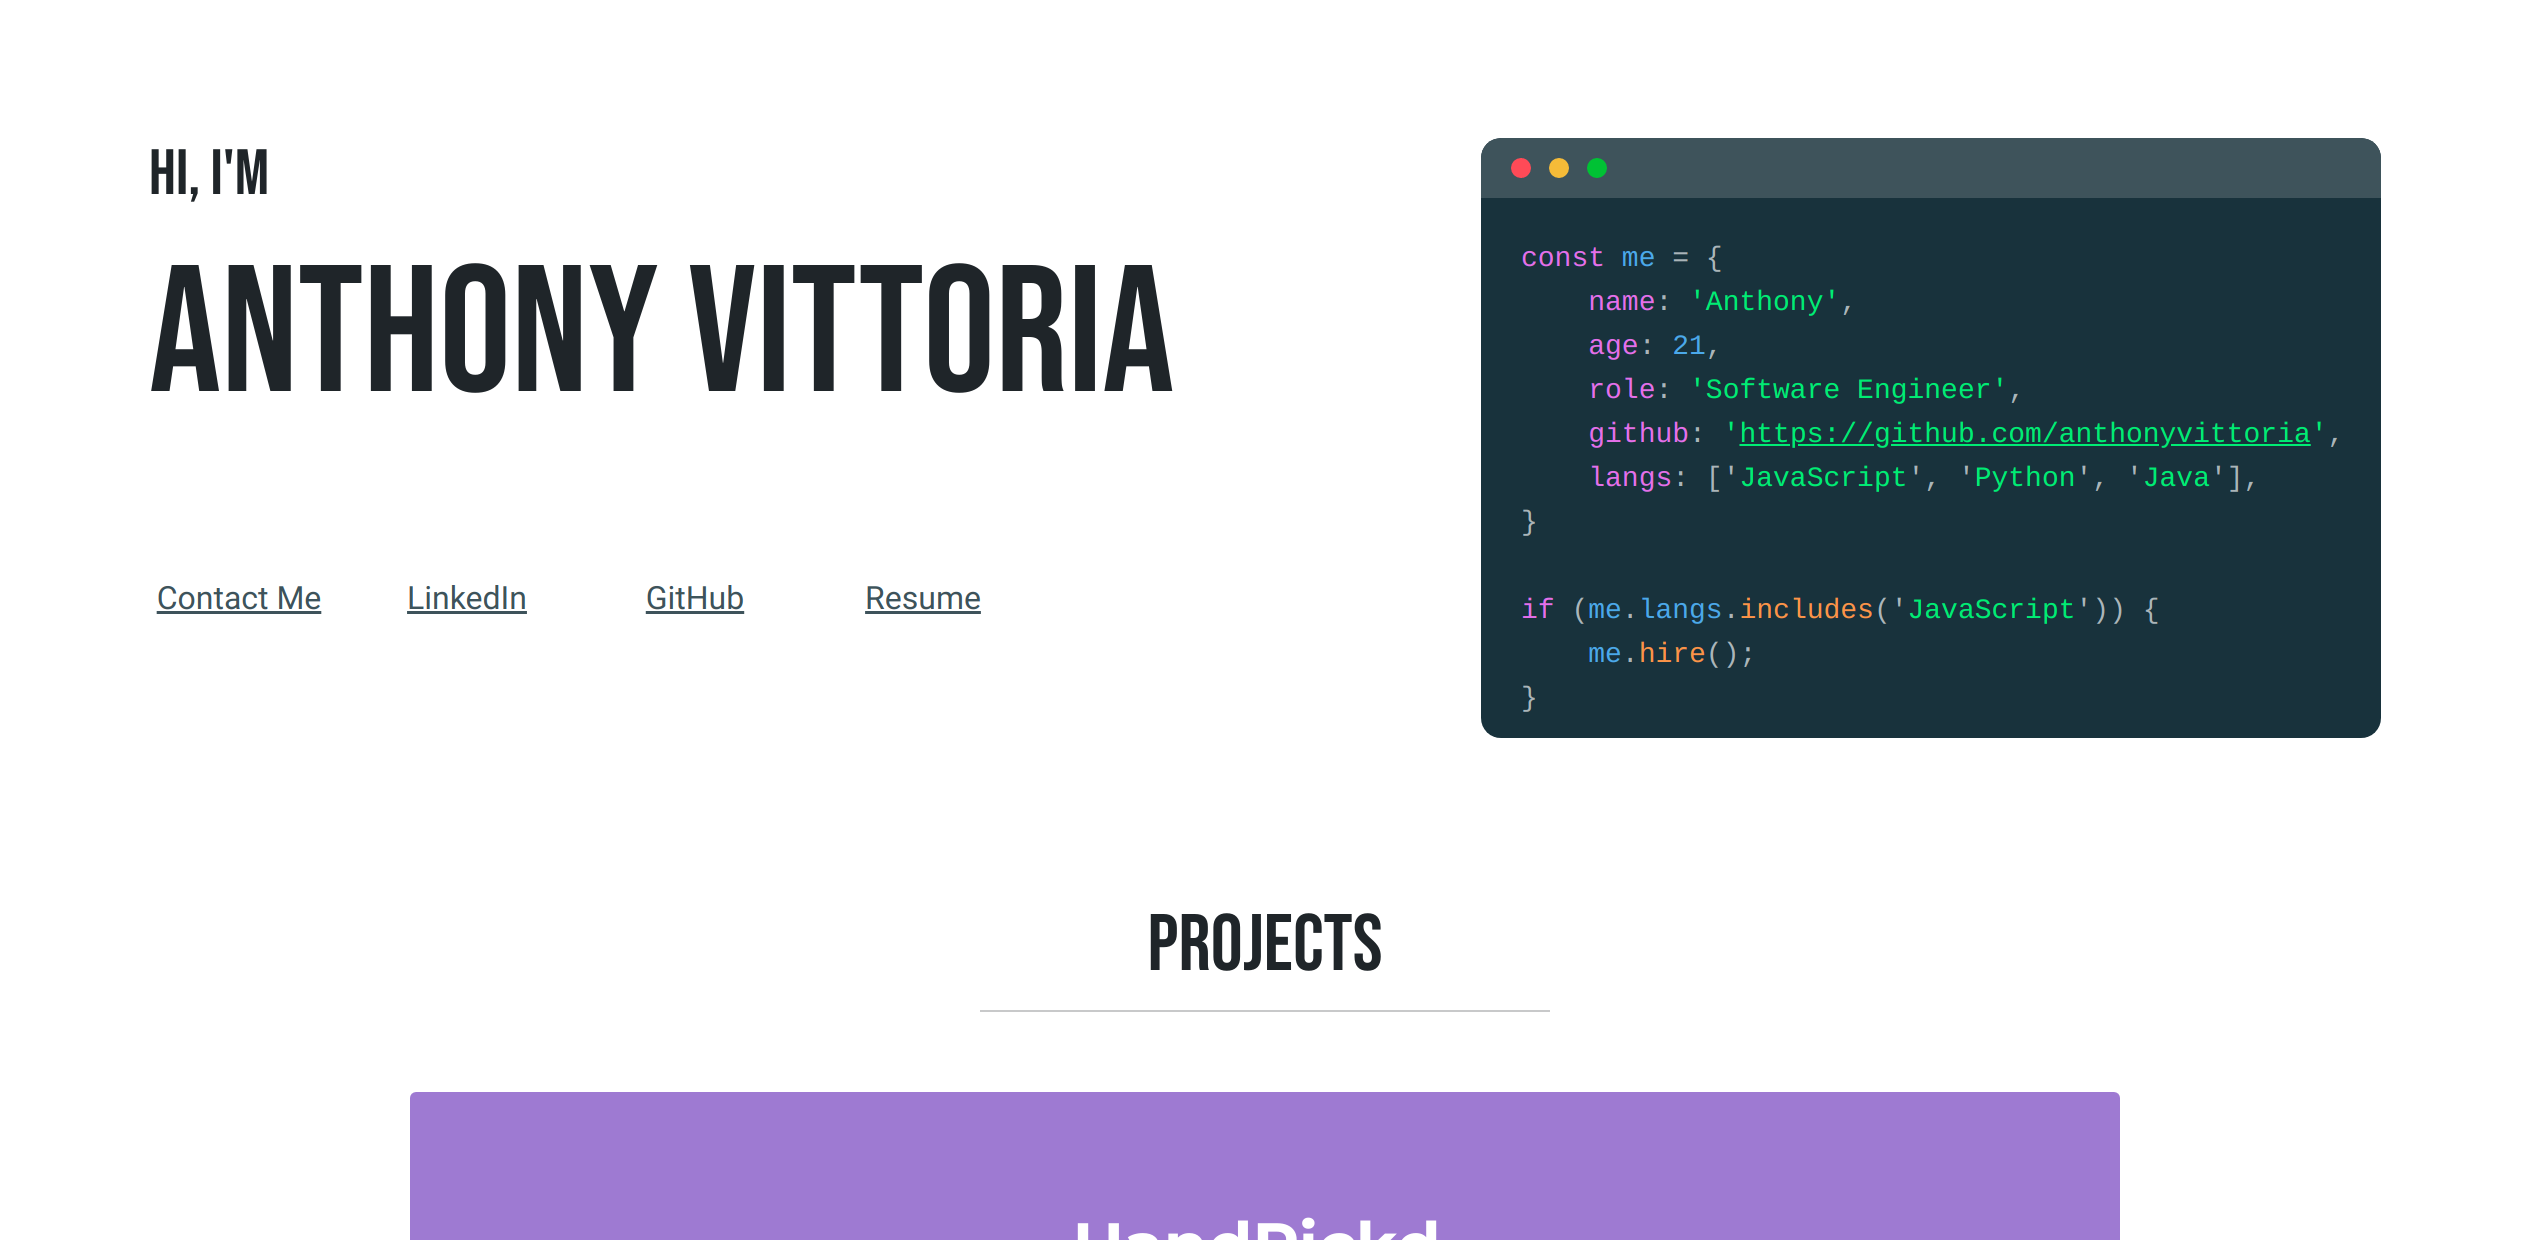 HI, I'M
ANTHONY VITTORIA
Contact Me LinkedIn GitHub Resume
const me = {
    name: 'Anthony',
    age: 21,
    role: 'Software Engineer',
    github: 'https://github.com/anthonyvittoria',
    langs: ['JavaScript', 'Python', 'Java'],
}
if (me.langs.includes('JavaScript')) {
    me.hire();
}
PROJECTS
HandPickd